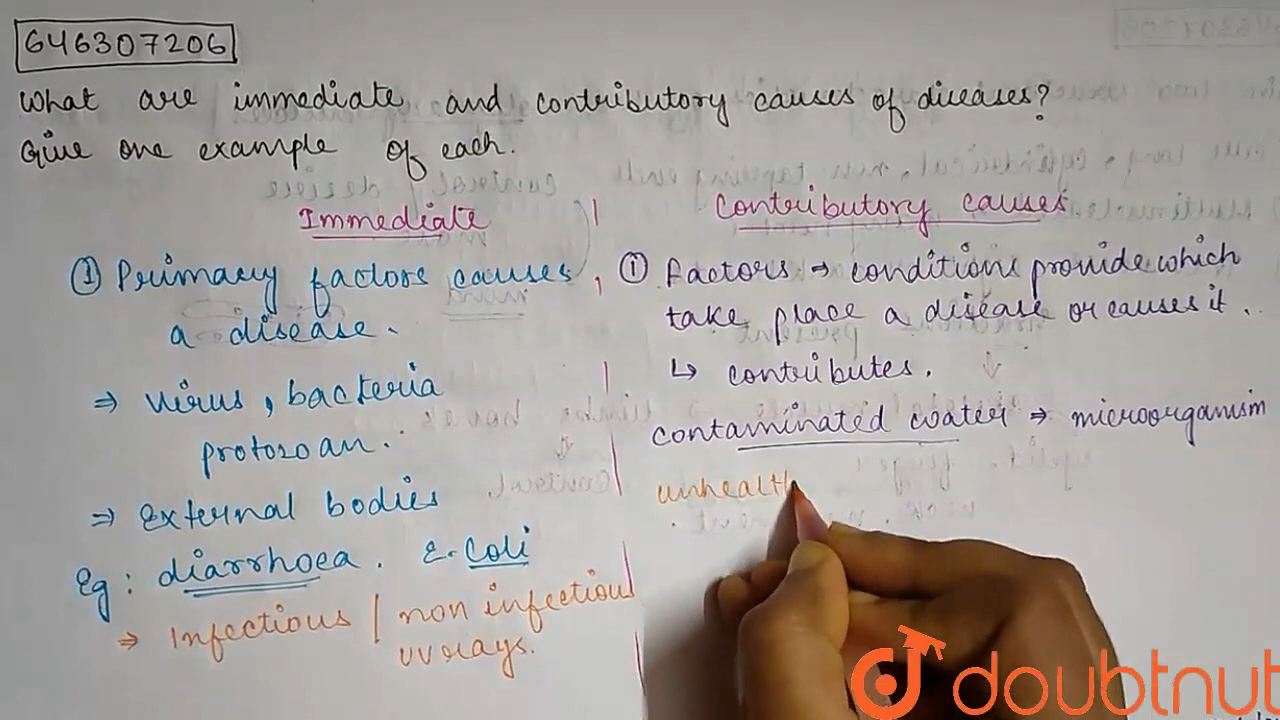 646307206
What are immediate and contributory causes of diseases?
Give one example of each.
Immediate
① Primary factors causes
a disease.
⇒ virus, bacteria
protozoan.
⇒ External bodies
Eg: diarrhoea. E-Coli
⇒ Infectious / non infectious
uvrays.
Contributory causes
① Factors ⇒ conditions provide which
take place a disease or causes it.
↳ contributes.
contaminated water ⇒ microorganism
unhealth
doubtnut